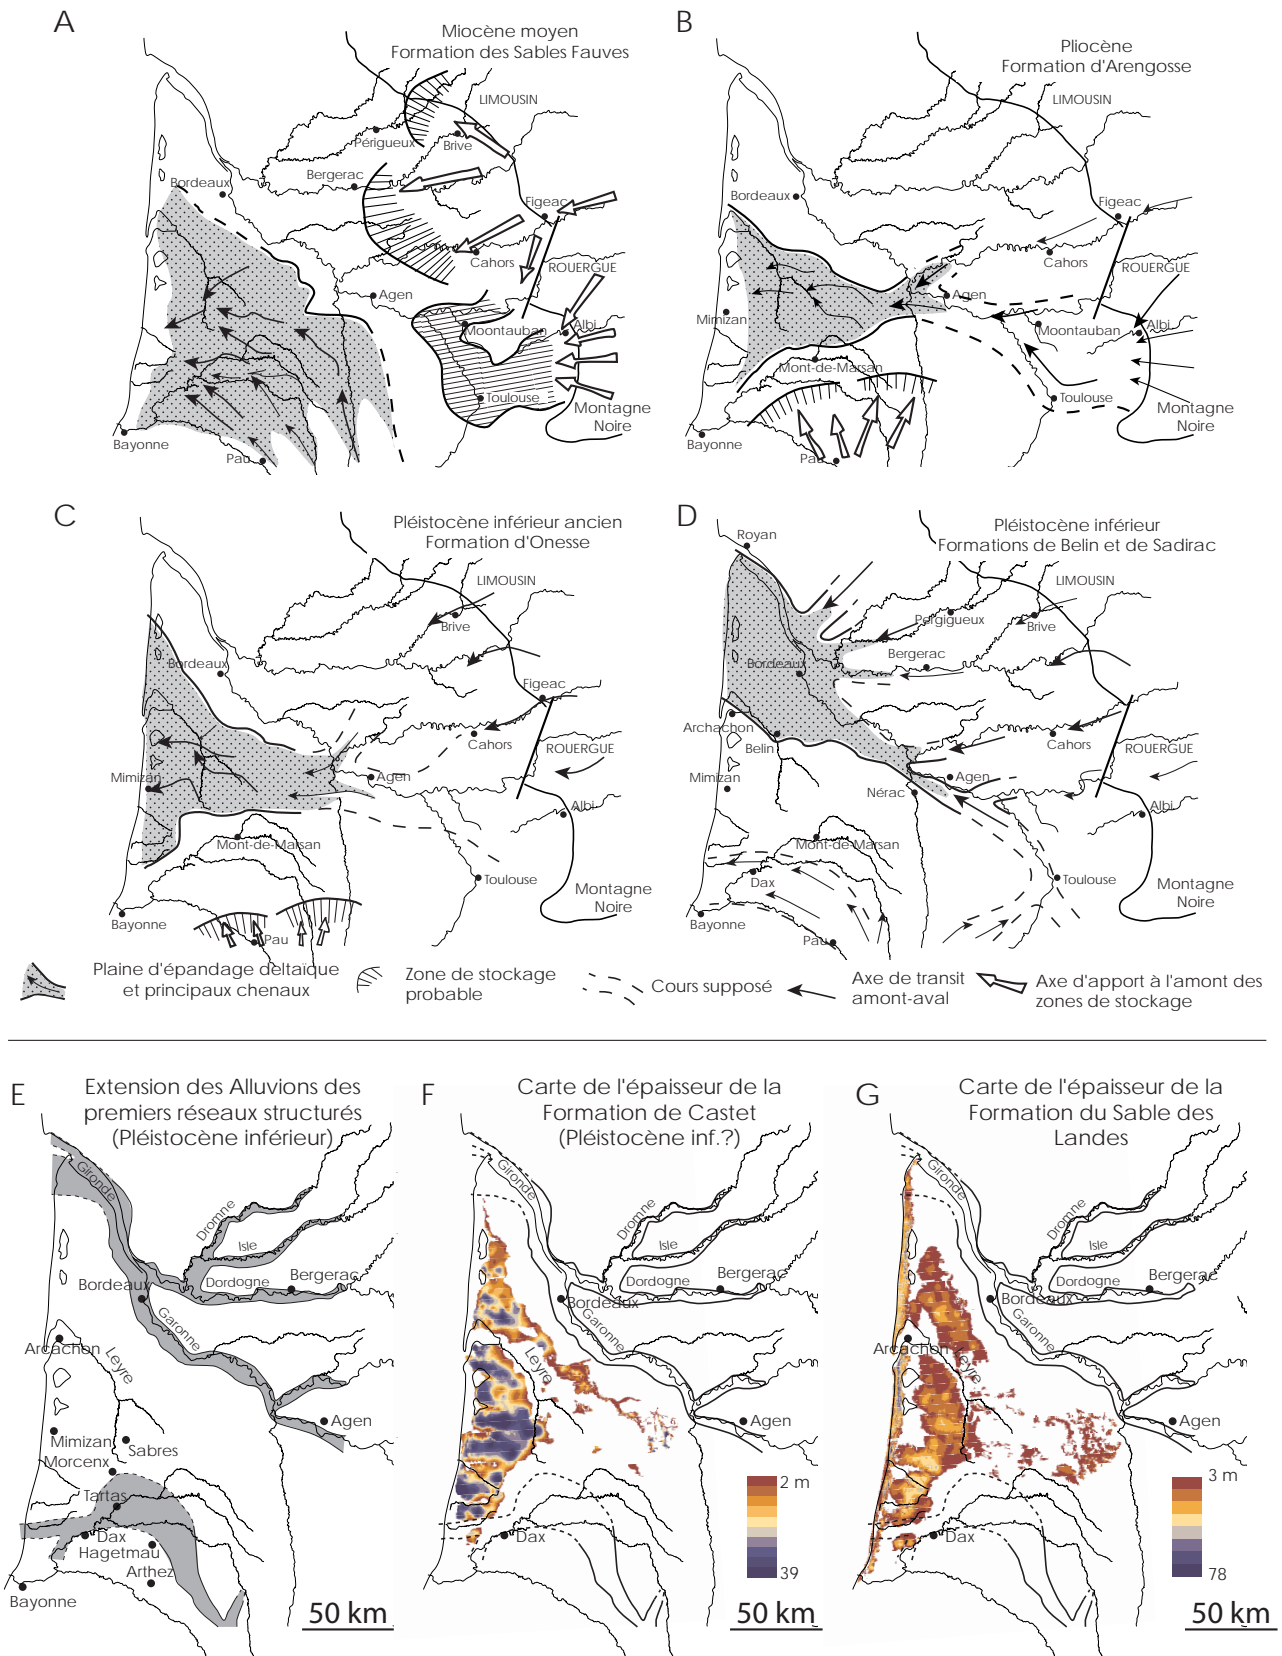 A
Miocène moyen
Formation des Sables Fauves
LIMOUSIN
Périgueux
Brive
Bergerac
Bordeaux
Figeac
Cahors
ROUERGUE
Agen
Moontauban
Albi
Toulouse
Montagne
Noire
Bayonne
Pau
B
Pliocène
Formation d'Arengosse
LIMOUSIN
Bordeaux
Figeac
Cahors
ROUERGUE
Agen
Mimizan
Moontauban
Albi
Mont-de-Marsan
Toulouse
Montagne
Noire
Bayonne
Pau
C
Pléistocène inférieur ancien
Formation d'Onesse
LIMOUSIN
Brive
Bordeaux
Figeac
Cahors
ROUERGUE
Mimizan
Agen
Albi
Mont-de-Marsan
Toulouse
Montagne
Noire
Bayonne
Pau
D
Pléistocène inférieur
Formations de Belin et de Sadirac
Royan
LIMOUSIN
Pergigueux
Brive
Bergerac
Bordeaux
Archachon
Belin
Cahors
ROUERGUE
Mimizan
Agen
Nérac
Albi
Mont-de-Marsan
Dax
Toulouse
Montagne
Noire
Bayonne
Pau
Plaine d'épandage deltaïque
et principaux chenaux
Zone de stockage
probable
Cours supposé
Axe de transit
amont-aval
Axe d'apport à l'amont des
zones de stockage
E
Extension des Alluvions des
premiers réseaux structurés
(Pléistocène inférieur)
Gironde
Dromne
Isle
Dordogne
Bergerac
Bordeaux
Garonne
Arcachon
Leyre
Agen
Mimizan
Sabres
Morcenx
Tartas
Dax
Hagetmau
Arthez
Bayonne
50 km
F
Carte de l'épaisseur de la
Formation de Castet
(Pléistocène inf.?)
Gironde
Dromne
Isle
Dordogne
Bergerac
Bordeaux
Garonne
Leyre
Agen
2 m
39
Dax
50 km
G
Carte de l'épaisseur de la
Formation du Sable des
Landes
Gironde
Dromne
Isle
Dordogne
Bergerac
Bordeaux
Garonne
Arcachon
Leyre
Agen
3 m
78
Dax
50 km